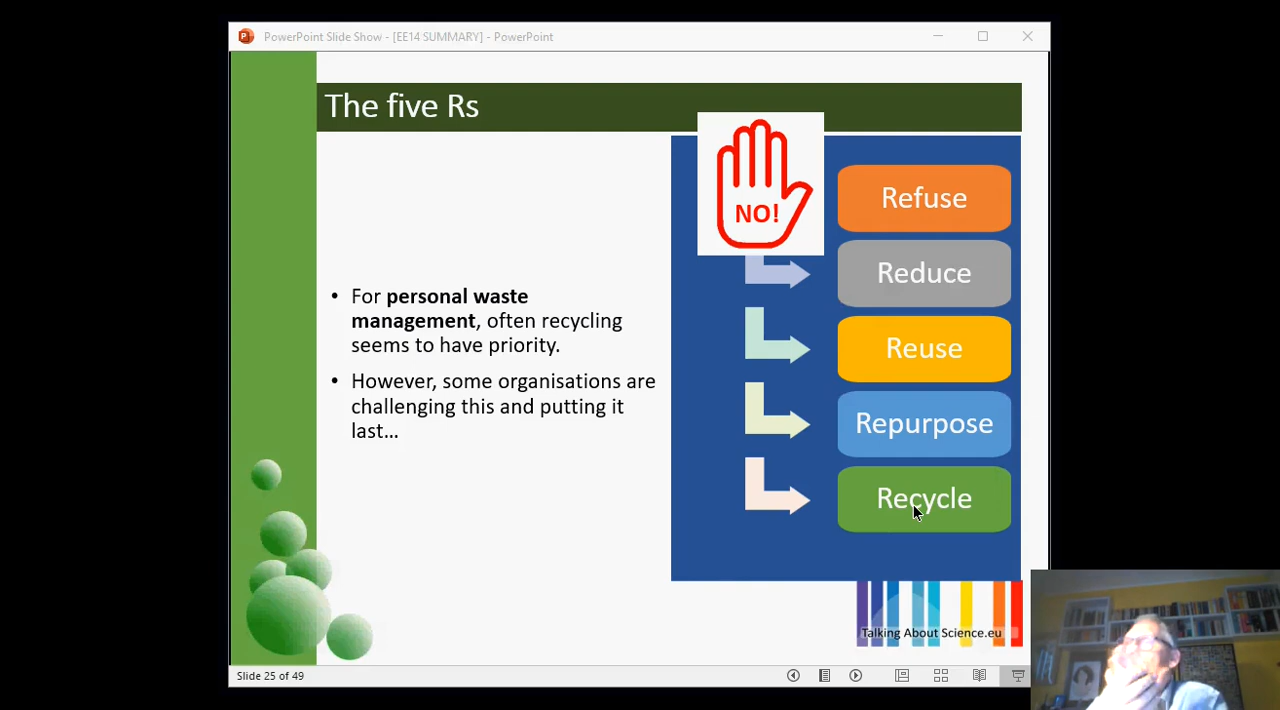 PowerPoint Slide Show - [EE14 SUMMARY] - PowerPoint
The five Rs
NO!
Refuse
Reduce
Reuse
Repurpose
Recycle
• For personal waste
management, often recycling
seems to have priority.
• However, some organisations are
challenging this and putting it
last...
Talking About Science.eu
Slide 25 of 49